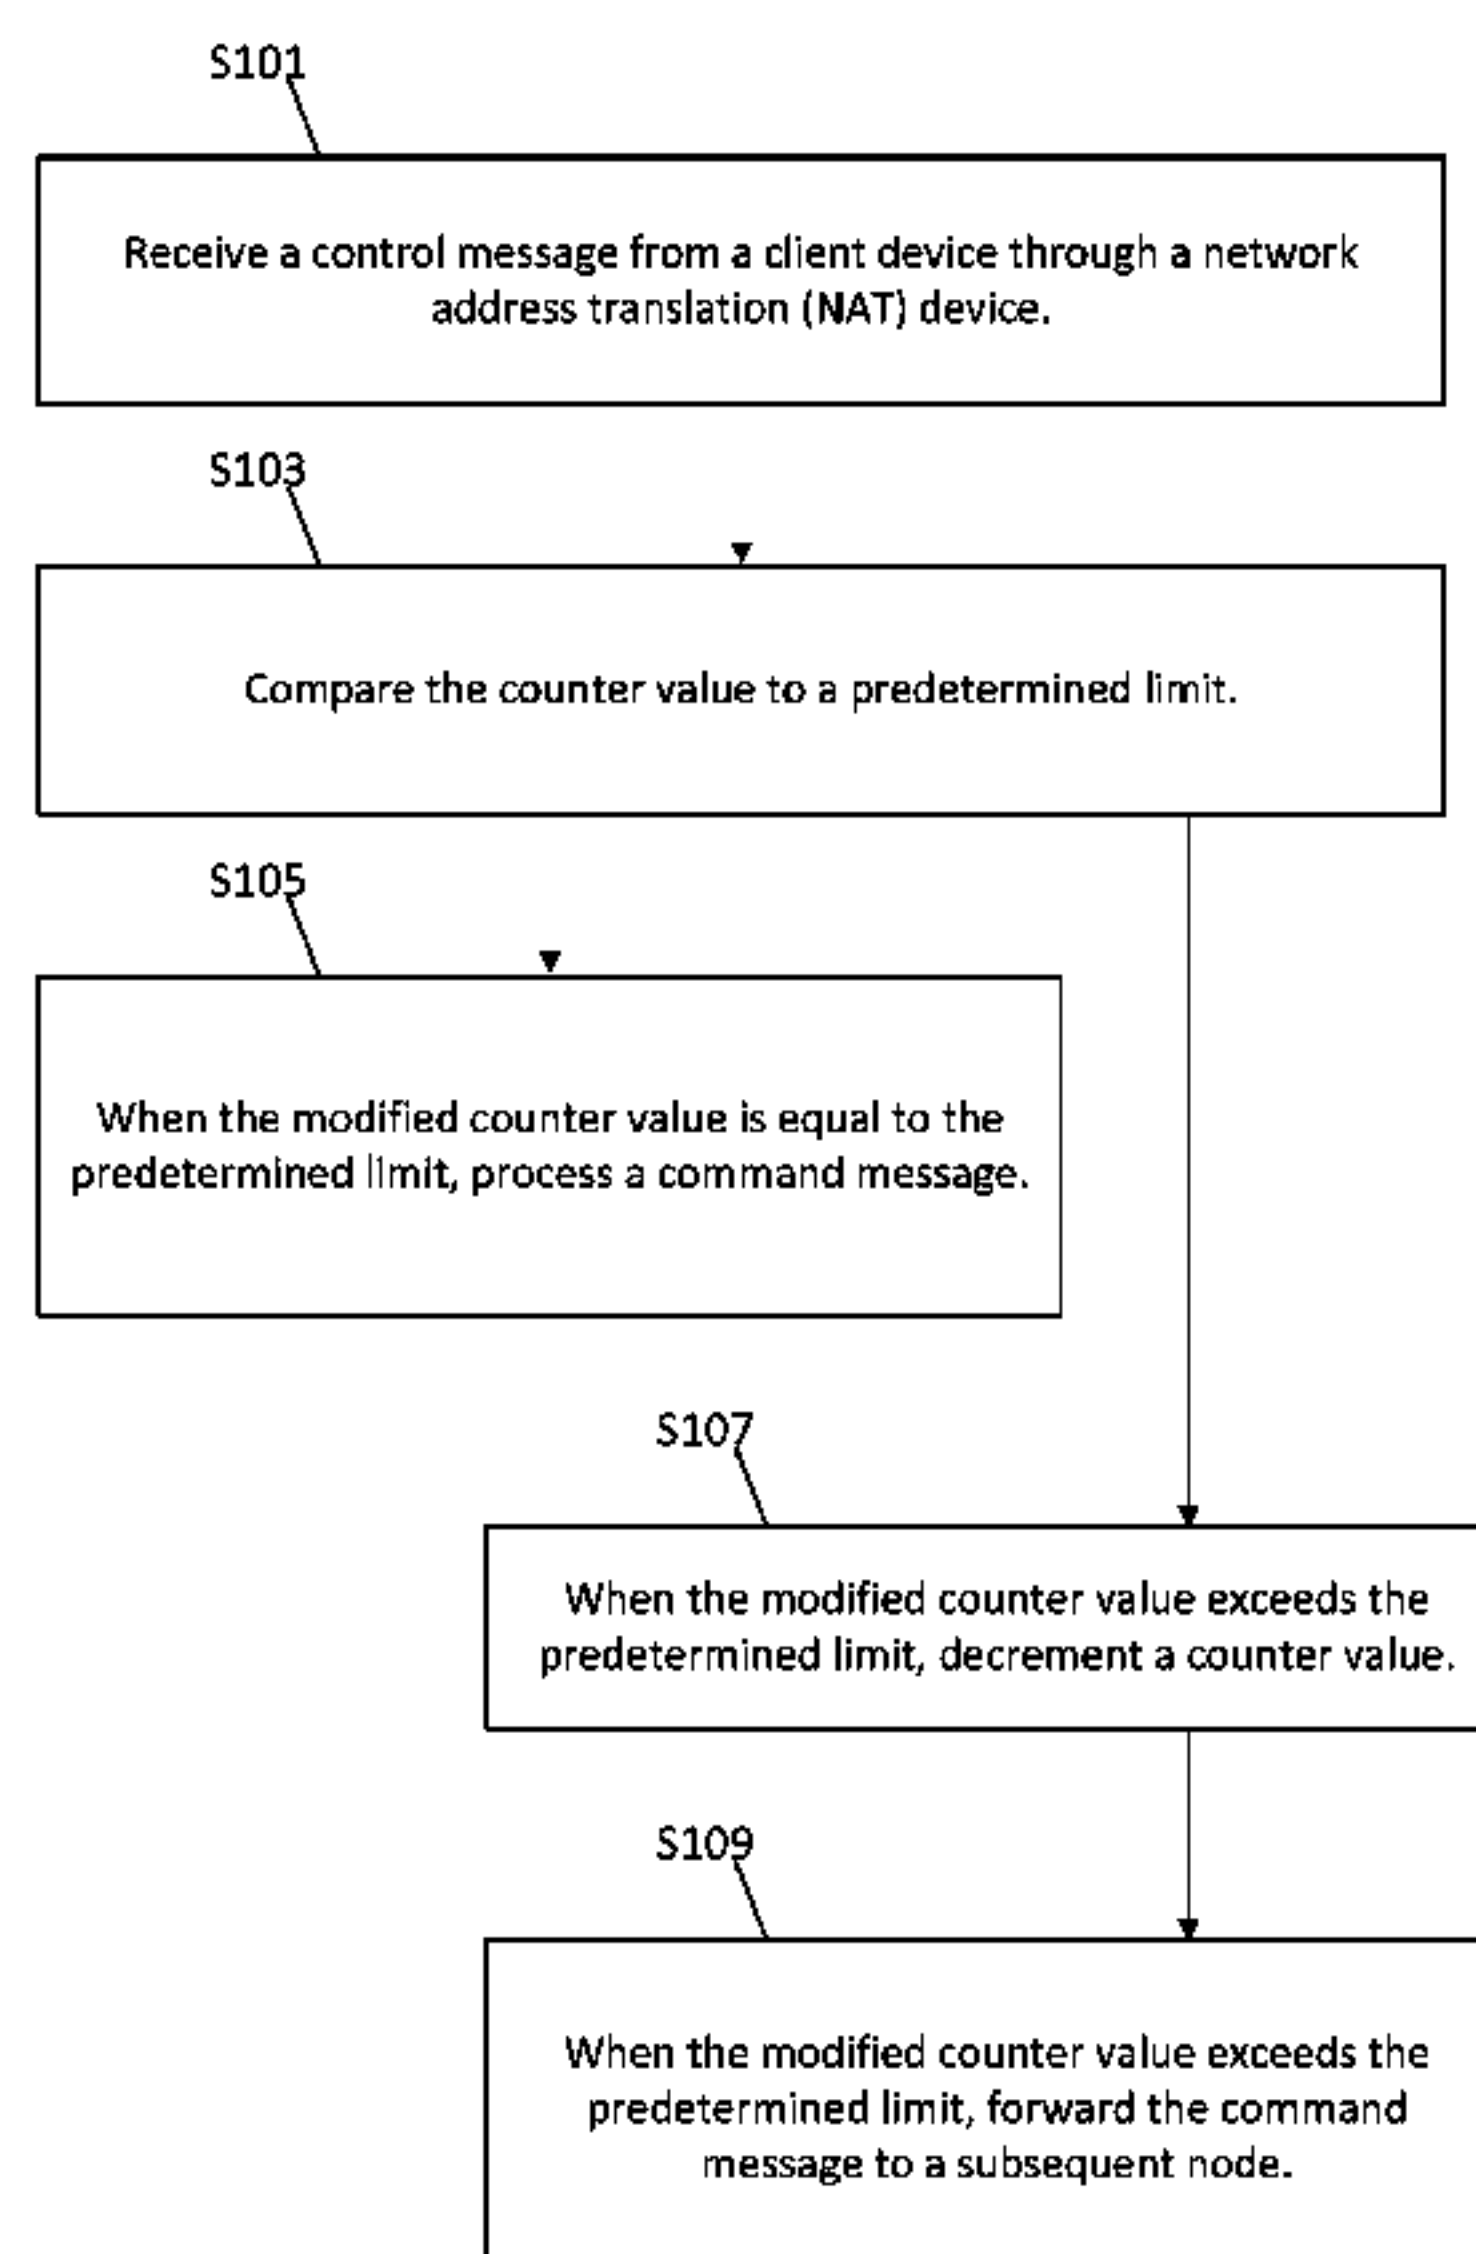 S101
Receive a control message from a client device through a network
address translation (NAT) device.
S103
Compare the counter value to a predetermined limit.
S105
When the modified counter value is equal to the
predetermined limit, process a command message.
S107
When the modified counter value exceeds the
predetermined limit, decrement a counter value.
S109
When the modified counter value exceeds the
predetermined limit, forward the command
message to a subsequent node.